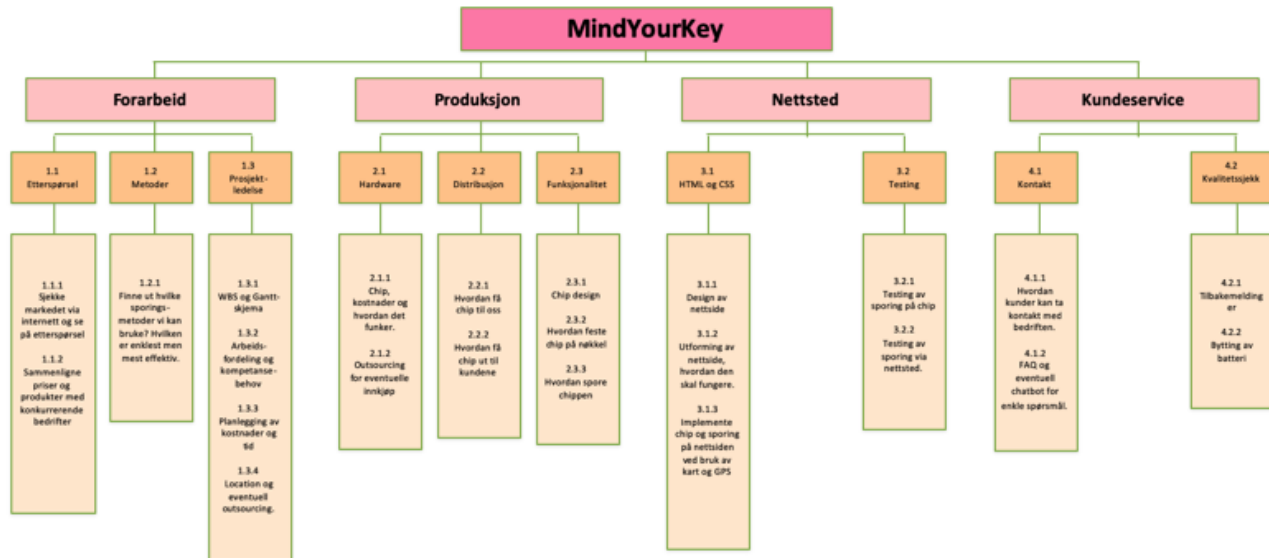 MindYourKey
Forarbeid
Produksjon
Nettsted
Kundeservice
1.1
Etterspørsel
1.2
Metoder
1.3
Prosjekt-
ledelse
2.1
Hardware
2.2
Distribusjon
2.3
Funksjonalitet
3.1
HTML og CSS
3.2
Testing
4.1
Kontakt
4.2
Kvalitetssjekk
1.1.1
Sjekke
markedet via
internett og se
på etterspørsel
1.1.2
Sammenligne
priser og
produkter med
konkurrerende
bedrifter
1.2.1
Finne ut hvilke
sporings-
metoder vi kan
bruke? Hvilken
er enklest men
mest effektiv.
1.3.1
WBS og Gantt-
skjema
1.3.2
Arbeids-
fordeling og
kompetanse-
behov
1.3.3
Planlegging av
kostnader og
tid
1.3.4
Location og
eventuell
outsourcing.
2.1.1
Chip,
kostnader og
hvordan det
funker.
2.1.2
Outsourcing
for eventuelle
innkjøp
2.2.1
Hvordan få
chip til oss
2.2.2
Hvordan få
chip ut til
kundene
2.3.1
Chip design
2.3.2
Hvordan feste
chip på nøkkel
2.3.3
Hvordan spore
chippen
3.1.1
Design av
nettside
3.1.2
Utforming av
nettside,
hvordan den
skal fungere.
3.1.3
Implemente
chip og sporing
på nettsiden
ved bruk av
kart og GPS
3.2.1
Testing av
sporing på chip
3.2.2
Testing av
sporing via
nettsted.
4.1.1
Hvordan
kunder kan ta
kontakt med
bedriften.
4.1.2
FAQ og
eventuell
chatbot for
enkle spørsmål.
4.2.1
Tilbakemelding
er
4.2.2
Bytting av
batteri